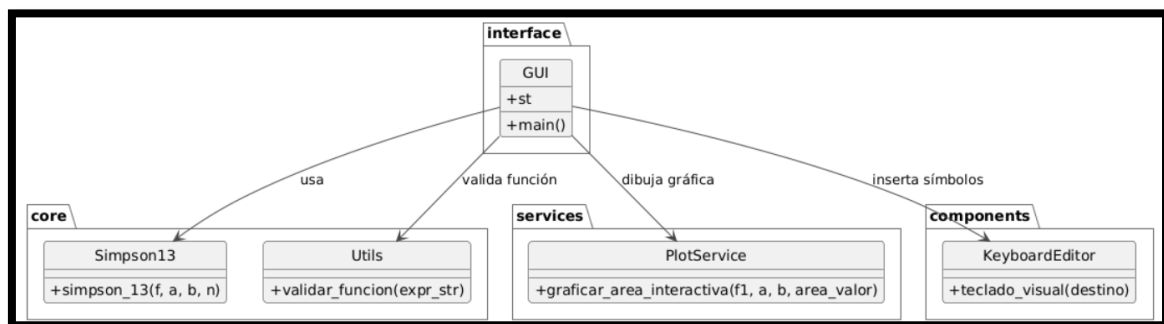 interface
GUI
+st
+main()
usa
valida función
dibuja gráfica
inserta símbolos
core
services
components
Simpson13
Utils
PlotService
KeyboardEditor
+simpson_13(f, a, b, n)
+validar_funcion(expr_str)
+graficar_area_interactiva(f1, a, b, area_valor)
+teclado_visual(destino)